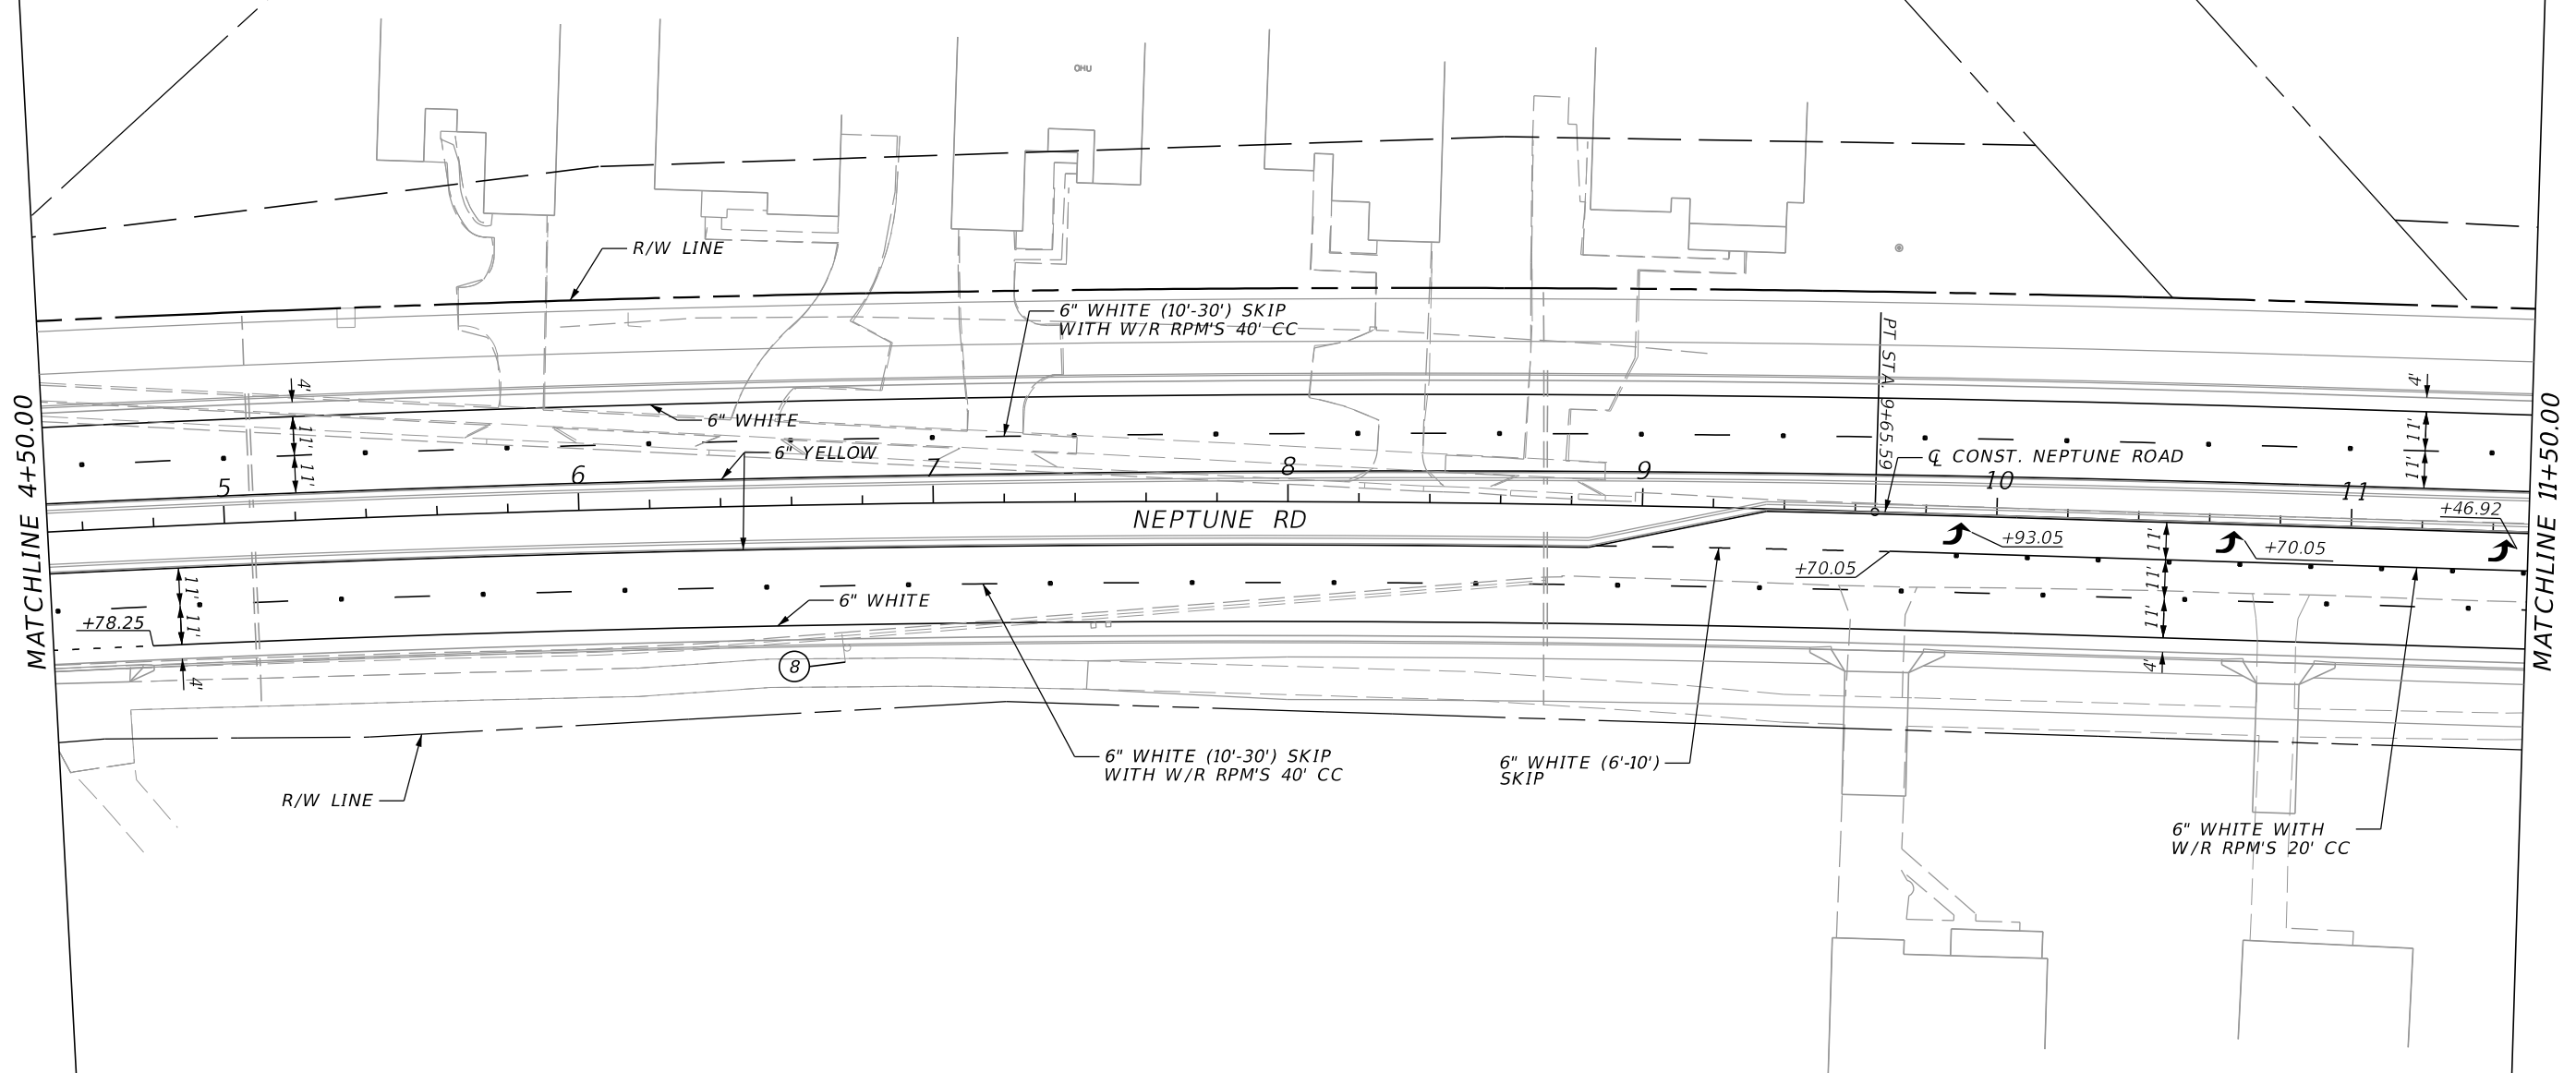 OHU
R/W LINE
6" WHITE (10'-30') SKIP
WITH W/R RPM'S 40' CC
PT STA. 9+65.59
4'
4'
MATCHLINE 4+50.00
MATCHLINE 11+50.00
6" WHITE
11'
11'
11'
11'
6" YELLOW
℄ CONST. NEPTUNE ROAD
5
6
7
8
9
10
11
NEPTUNE RD
+46.92
+93.05
+70.05
+70.05
11'
11'
11'
11'
11'
6" WHITE
+78.25
8
4'
4'
6" WHITE (10'-30') SKIP
WITH W/R RPM'S 40' CC
6" WHITE (6'-10')
SKIP
R/W LINE
6" WHITE WITH
W/R RPM'S 20' CC